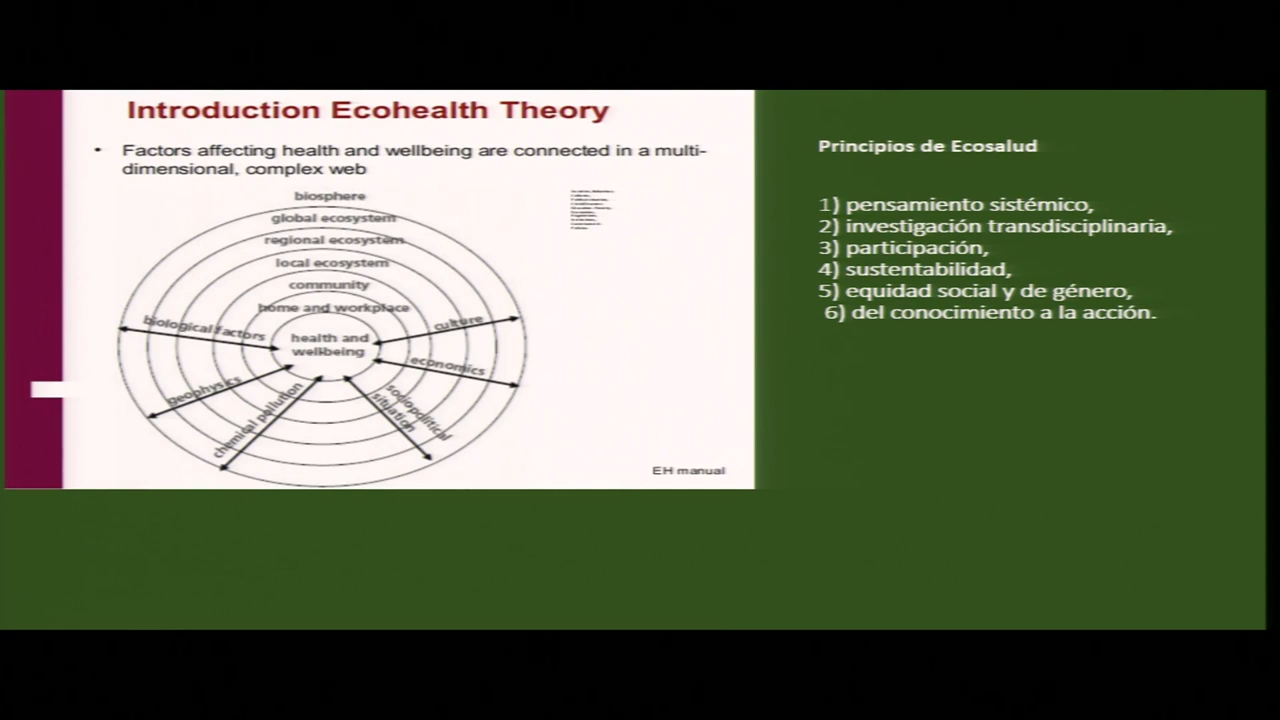 Introduction Ecohealth Theory
• Factors affecting health and wellbeing are connected in a multi-
dimensional, complex web
biosphere
global ecosystem
regional ecosystem
local ecosystem
community
home and workplace
health and
wellbeing
biological factors
geophysics
chemical pollution
sociopolitical
situation
economics
culture
EH manual
Principios de Ecosalud
1) pensamiento sistémico,
2) investigación transdisciplinaria,
3) participación,
4) sustentabilidad,
5) equidad social y de género,
6) del conocimiento a la acción.